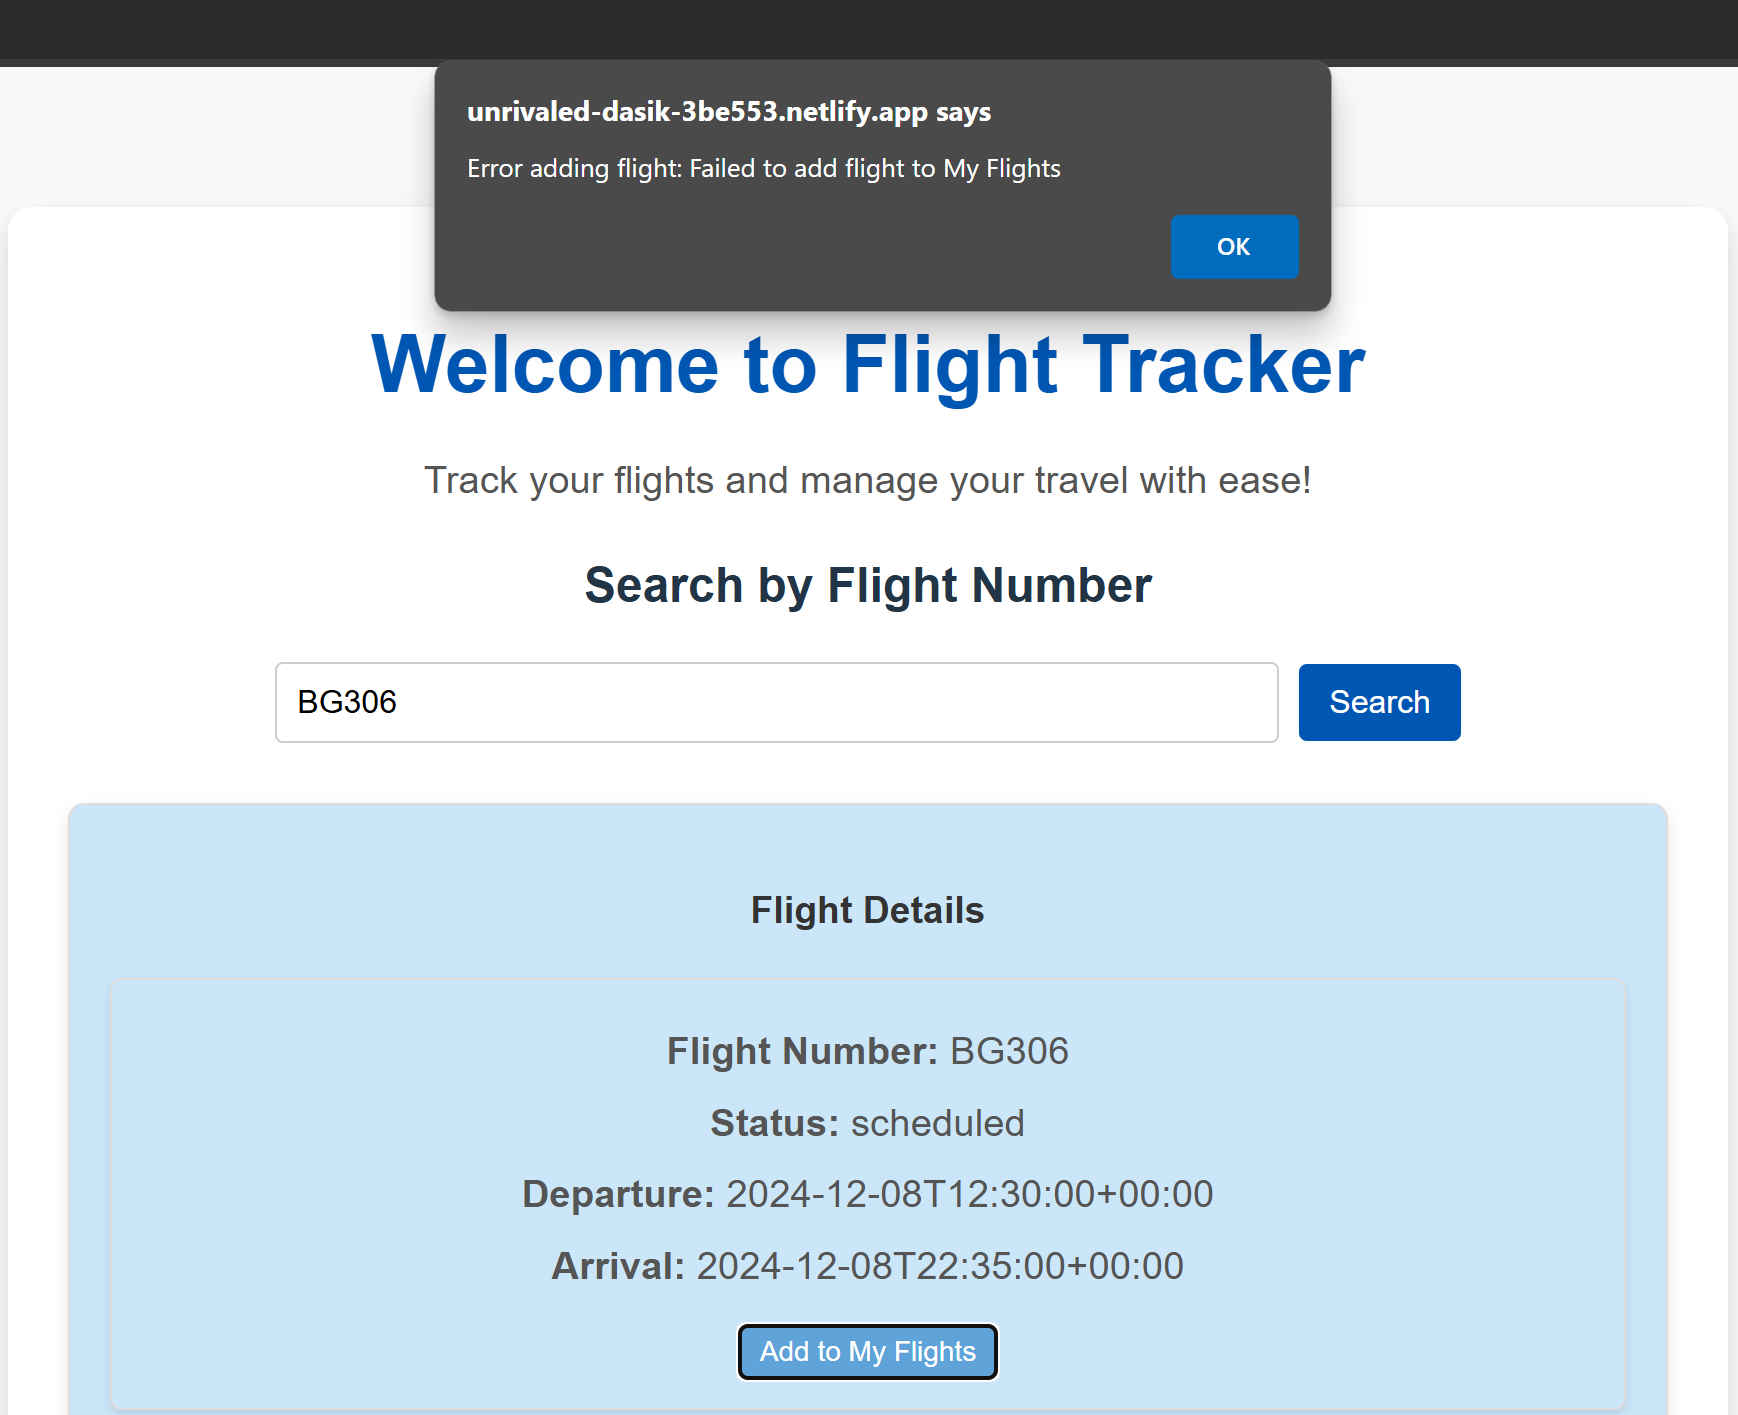 unrivaled-dasik-3be553.netlify.app says
Error adding flight: Failed to add flight to My Flights
OK
Welcome to Flight Tracker
Track your flights and manage your travel with ease!
Search by Flight Number
BG306
Search
Flight Details
Flight Number: BG306
Status: scheduled
Departure: 2024-12-08T12:30:00+00:00
Arrival: 2024-12-08T22:35:00+00:00
Add to My Flights